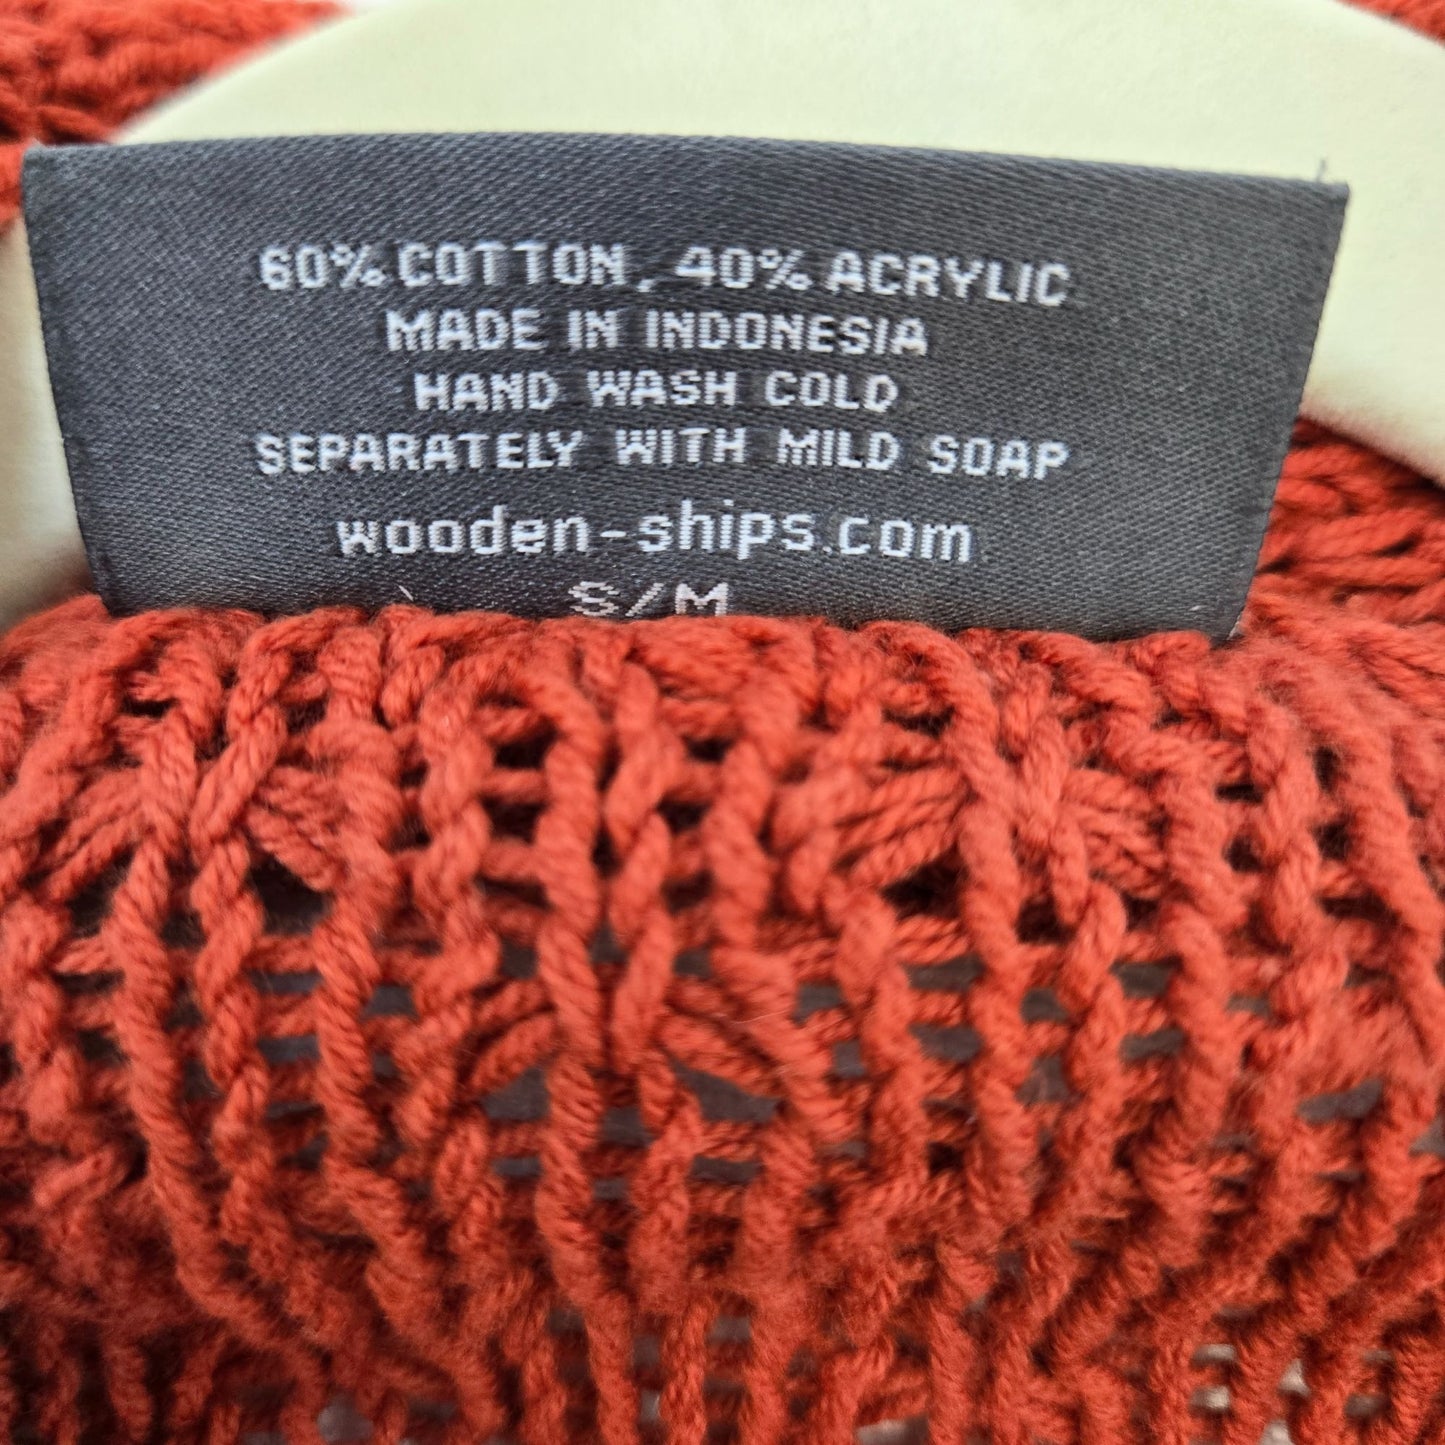 60% COTTON, 40% ACRYLIC
MADE IN INDONESIA
HAND WASH COLD
SEPARATELY WITH MILD SOAP
wooden-ships.com
S/M